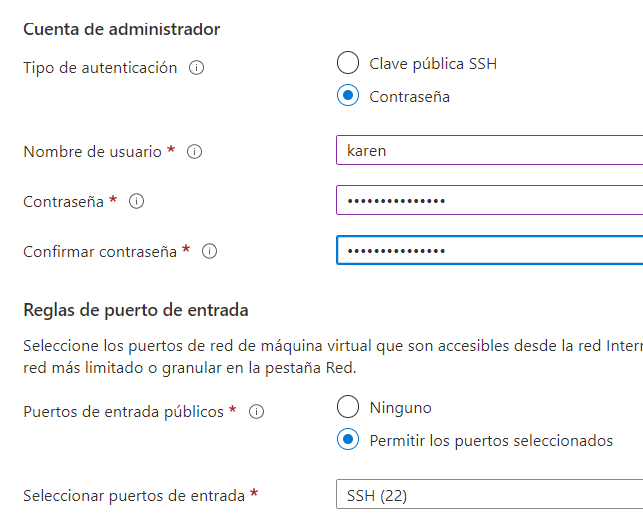 Cuenta de administrador
Tipo de autenticación
Clave pública SSH
Contraseña
Nombre de usuario *
karen
Contraseña *
•••••••••••••••
Confirmar contraseña *
•••••••••••••••
Reglas de puerto de entrada
Seleccione los puertos de red de máquina virtual que son accesibles desde la red Intern
red más limitado o granular en la pestaña Red.
Puertos de entrada públicos *
Ninguno
Permitir los puertos seleccionados
Seleccionar puertos de entrada *
SSH (22)